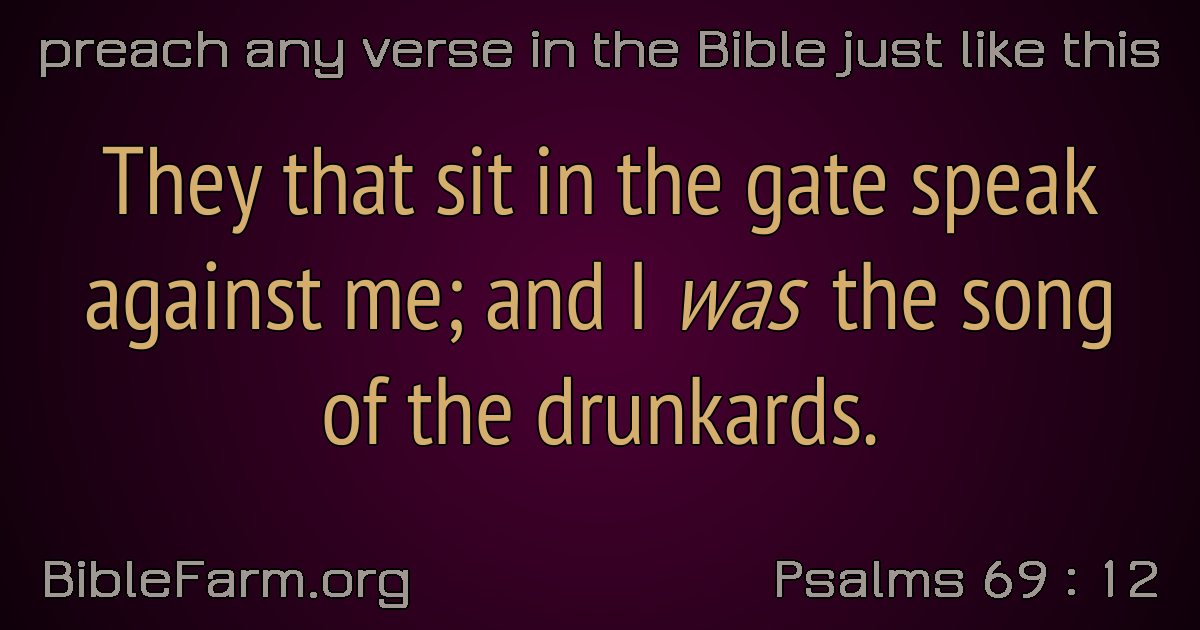 preach any verse in the Bible just like this
They that sit in the gate speak
against me; and I was the song
of the drunkards.
BibleFarm.org
Psalms 69 : 12